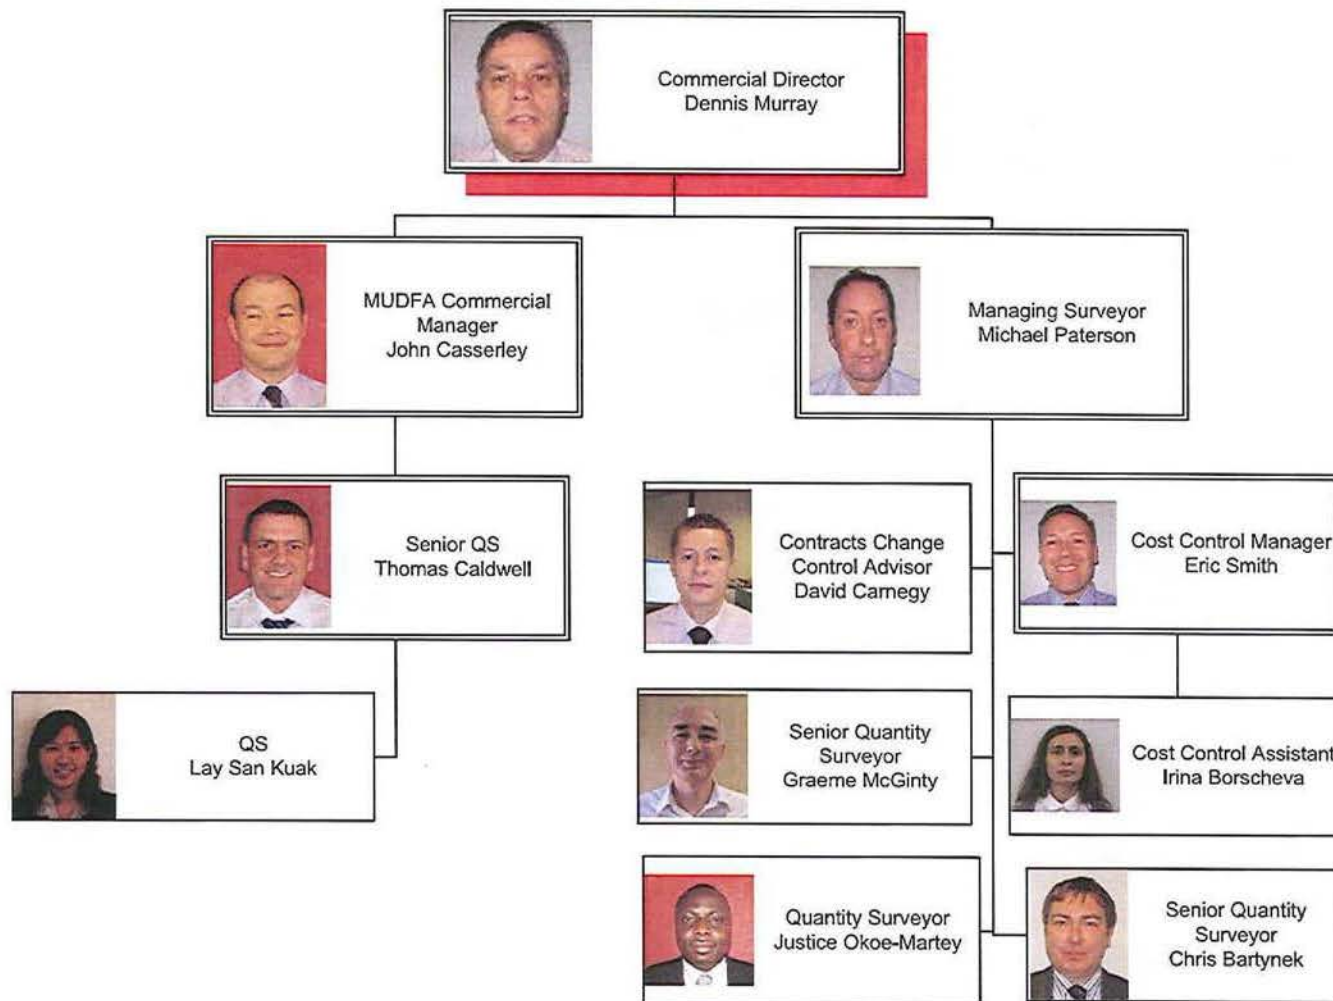 Commercial Director
Dennis Murray
MUDFA Commercial
Manager
John Casserley
Managing Surveyor
Michael Paterson
Senior QS
Thomas Caldwell
Contracts Change
Control Advisor
David Carnegy
Cost Control Manager
Eric Smith
QS
Lay San Kuak
Senior Quantity
Surveyor
Graeme McGinty
Cost Control Assistant
Irina Borscheva
Quantity Surveyor
Justice Okoe-Martey
Senior Quantity
Surveyor
Chris Bartynek